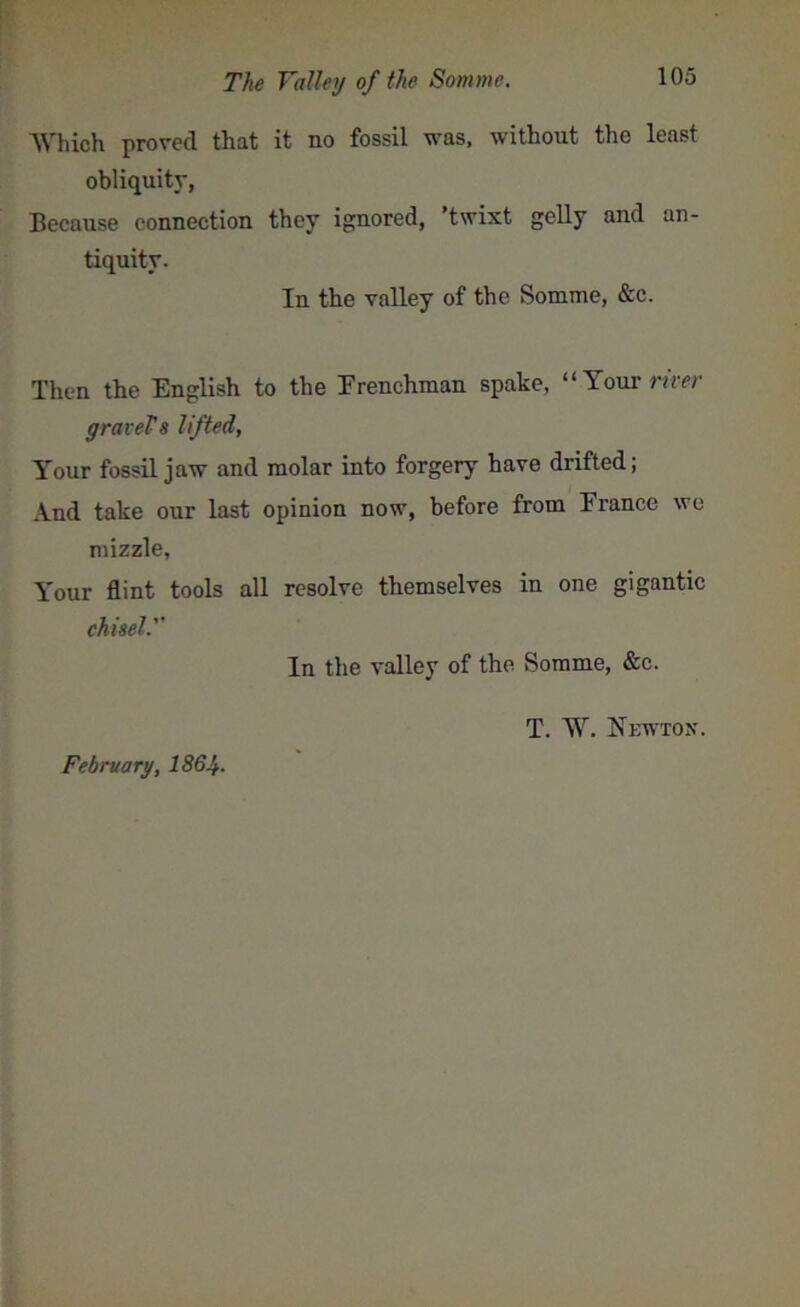 The Valley of the Somme. 105
Which proved that it no fossil was, without the least
obliquity,
Because connection they ignored, 'twixt gelly and an-
tiquity.
In the valley of the Somme, &c.
Then the English to the Frenchman spake, “Your river
gravel's lifted,
Your fossil jaw and molar into forgery have drifted;
And take our last opinion now, before from France we
mizzle,
Your flint tools all resolve themselves in one gigantic
chisel.”
In the valley of the Somme, &c.
T. W. Newton.
February, 1864.